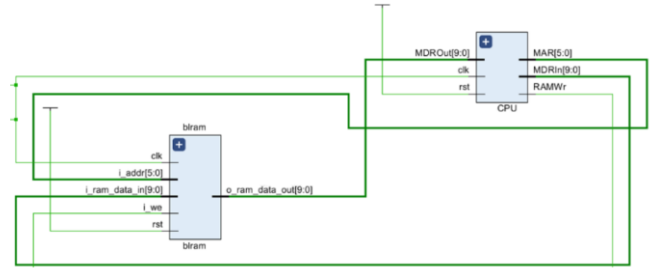 MDROut[9:0]
clk
rst
MAR[5:0]
MDRIn[9:0]
RAMWr
CPU
blram
clk
i_addr[5:0]
i_ram_data_in[9:0]
i_we
rst
o_ram_data_out[9:0]
blram